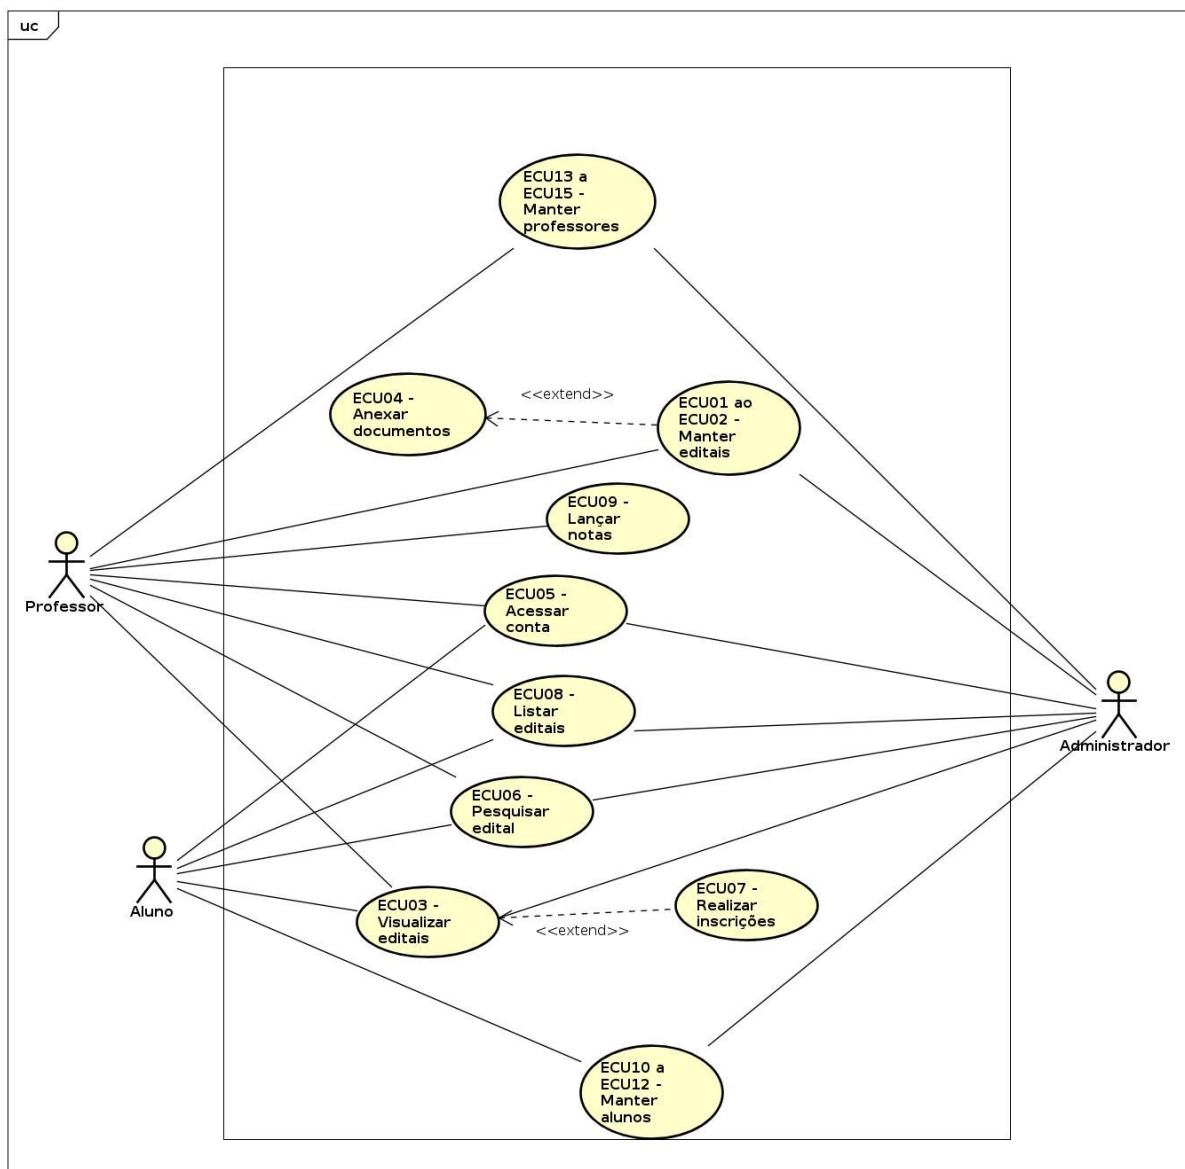 uc
ECU13 a
ECU15 -
Manter
professores
<<extend>>
ECU04 -
Anexar
documentos
ECU01 ao
ECU02 -
Manter
editais
ECU09 -
Lançar
notas
Professor
ECU05 -
Acessar
conta
ECU08 -
Listar
editais
Administrador
ECU06 -
Pesquisar
edital
Aluno
ECU03 -
Visualizar
editais
ECU07 -
Realizar
inscrições
<<extend>>
ECU10 a
ECU12 -
Manter
alunos